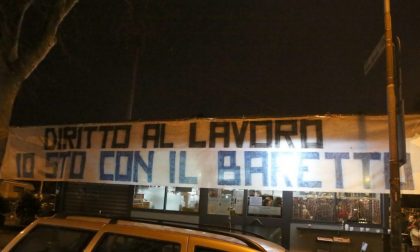 DIRITTO AL LAVORO
IO STO CON IL BARETTO